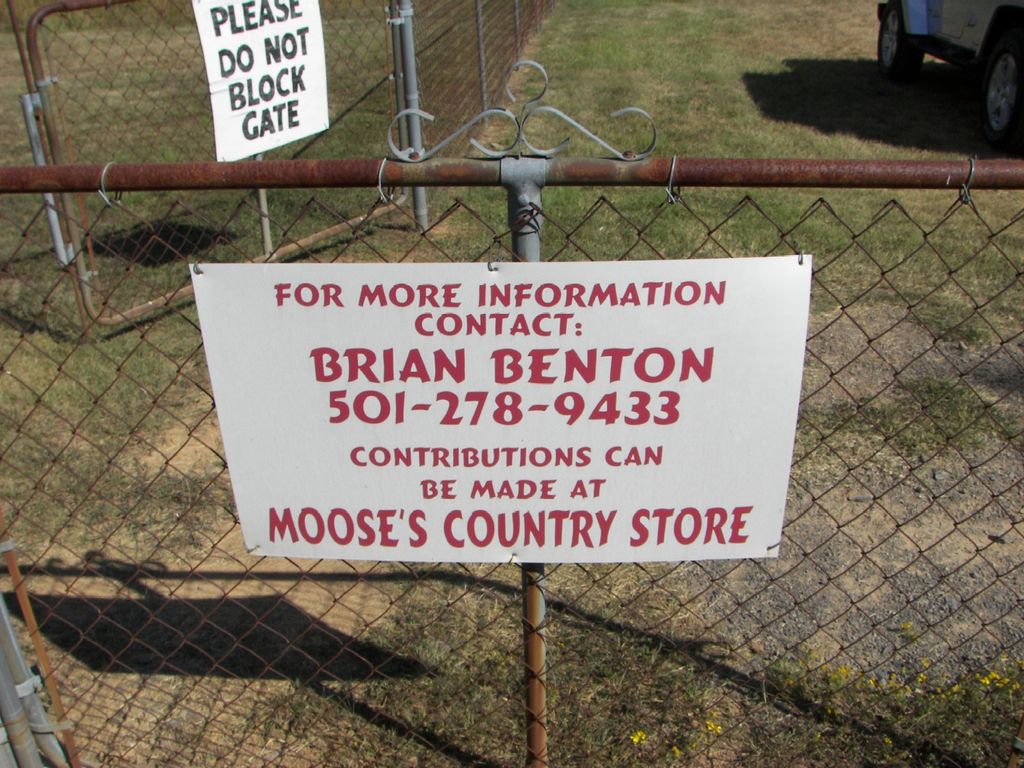 PLEASE
DO NOT
BLOCK
GATE
FOR MORE INFORMATION
CONTACT:
BRIAN BENTON
501-278-9433
CONTRIBUTIONS CAN
BE MADE AT
MOOSE'S COUNTRY STORE